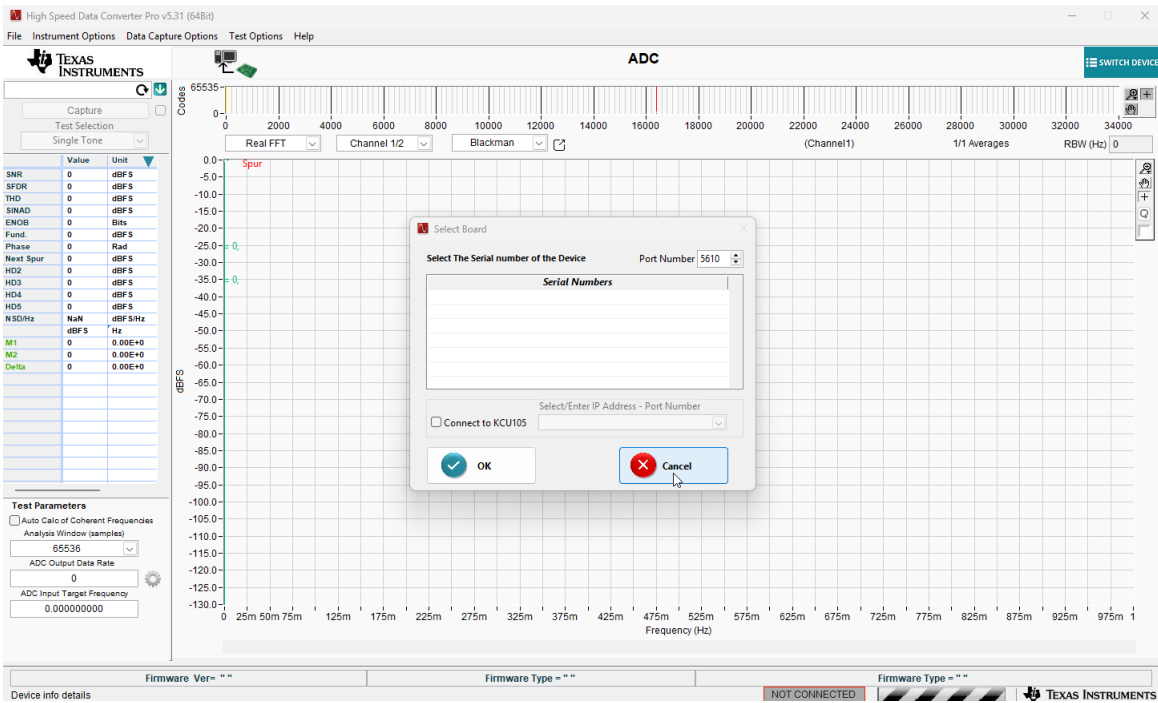 High Speed Data Converter Pro v5.31 (64Bit)
File Instrument Options Data Capture Options Test Options Help
TEXAS INSTRUMENTS
ADC
SWITCH DEVICE
Capture
Test Selection
Single Tone
Codes
65535
0
0 2000 4000 6000 8000 10000 12000 14000 16000 18000 20000 22000 24000 26000 28000 30000 32000 34000
Real FFT Channel 1/2 Blackman (Channel1) 1/1 Averages RBW (Hz) 0
Value Unit
SNR 0 dBFS
SFDR 0 dBFS
THD 0 dBFS
SINAD 0 dBFS
ENOB 0 Bits
Fund. 0 dBFS
Phase 0 Rad
Next Spur 0 dBFS
HD2 0 dBFS
HD3 0 dBFS
HD4 0 dBFS
HD5 0 dBFS
NSD/Hz NaN dBFS/Hz
dBFS Hz
M1 0 0.00E+0
M2 0 0.00E+0
Delta 0 0.00E+0
Test Parameters
Auto Calc of Coherent Frequencies
Analysis Window (samples)
65536
ADC Output Data Rate
0
ADC Input Target Frequency
0.000000000
dBFS
Spur
0.0
-5.0
-10.0
-15.0
-20.0
-25.0
= 0,
-30.0
-35.0
= 0,
-40.0
-45.0
-50.0
-55.0
-60.0
-65.0
-70.0
-75.0
-80.0
-85.0
-90.0
-95.0
-100.0
-105.0
-110.0
-115.0
-120.0
-125.0
-130.0
0 25m 50m 75m 125m 175m 225m 275m 325m 375m 425m 475m 525m 575m 625m 675m 725m 775m 825m 875m 925m 975m 1
Frequency (Hz)
Select Board
Select The Serial number of the Device Port Number 5610
Serial Numbers
Select/Enter IP Address - Port Number
Connect to KCU105
OK Cancel
Firmware Ver= " " Firmware Type = " " Firmware Type = " "
Device info details NOT CONNECTED TEXAS INSTRUMENTS